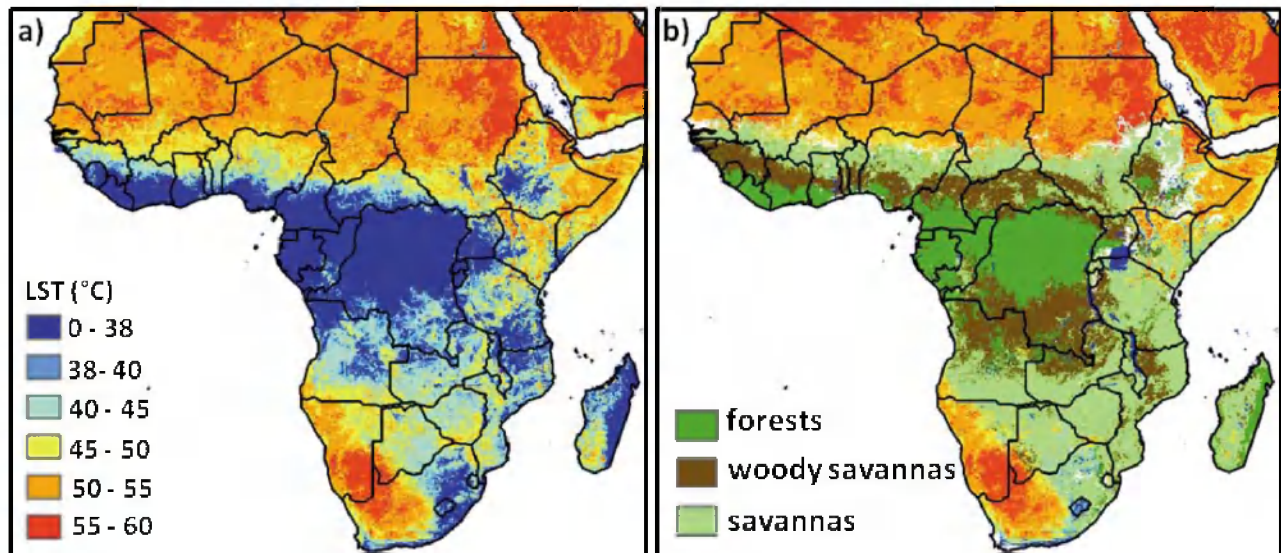 a)
LST (°C)
0 - 38
38- 40
40 - 45
45 - 50
50 - 55
55 - 60
b)
forests
woody savannas
savannas